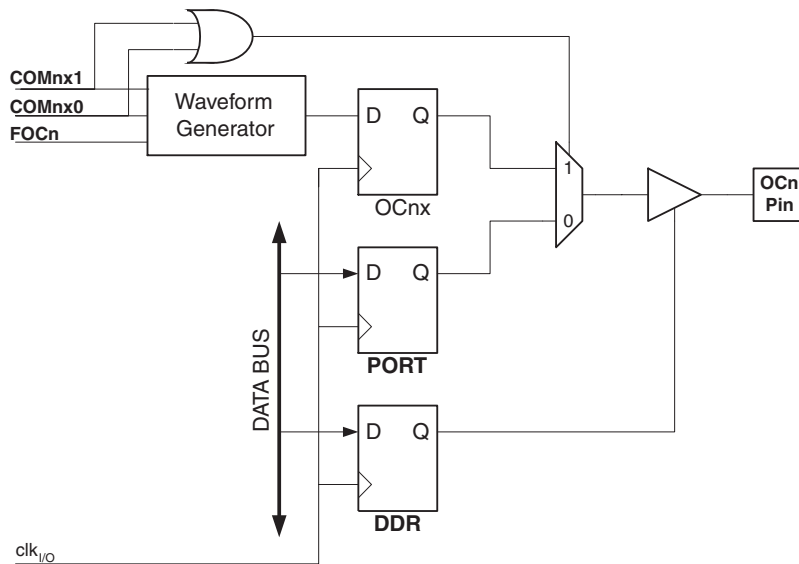 COMnx1
COMnx0
FOCn
Waveform
Generator
D Q
OCnx
1
0
OCn
Pin
DATA BUS
D Q
PORT
D Q
DDR
clkI/O